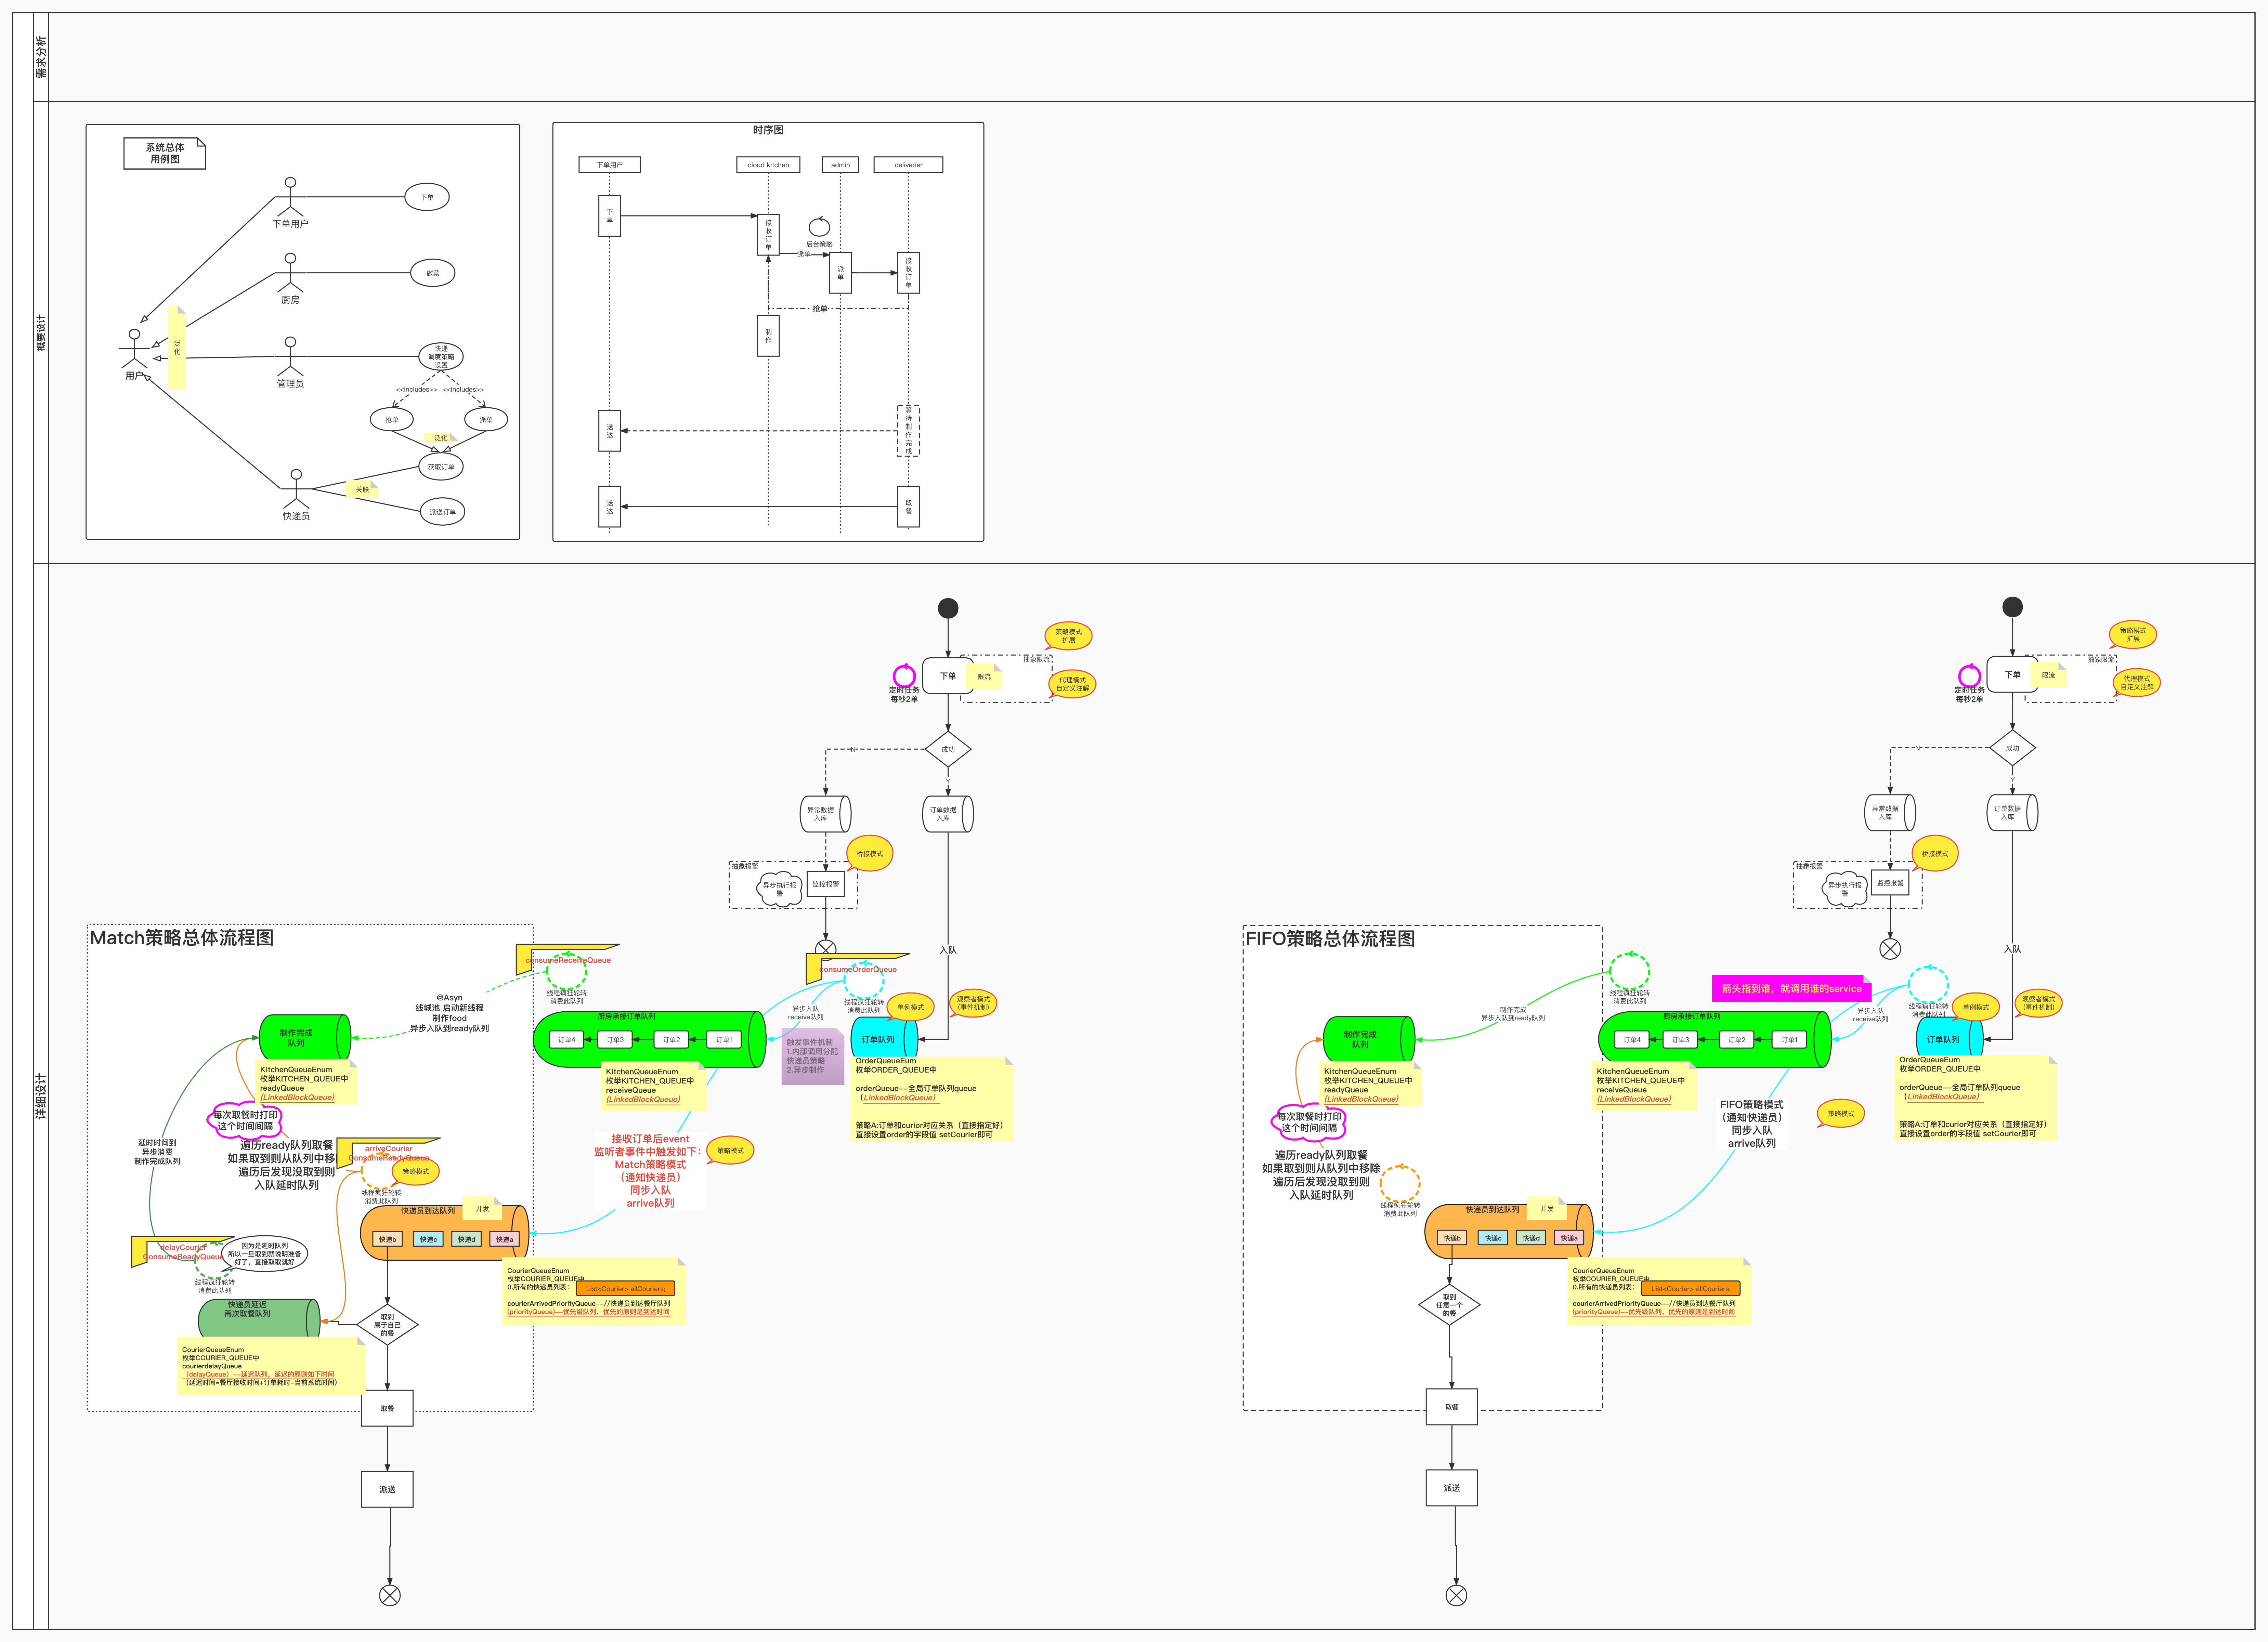 需求分析
概要设计
系统总体
用例图
下单用户
下单
厨房
做菜
用户
泛
化
管理员
快递
调度策略
设置
<<includes>>
<<includes>>
抢单
派单
泛化
获取订单
关联
快递员
派送订单
时序图
下单用户
cloud kitchen
admin
deliverier
下
单
接
收
订
单
后台策略
派单
派
单
接
收
订
单
抢单
制
作
等
待
制
作
完
成
送
达
送
达
取
餐
详细设计
策略模式
扩展
抽象限流
下单
限流
代理模式
自定义注解
定时任务
每秒2单
成功
N
Y
异常数据
入库
订单数据
入库
桥接模式
抽象报警
异步执行报
警
监控报警
入队
Match策略总体流程图
consumeReceiveQueue
线程疯狂轮转
消费此队列
consumeOrderQueue
线程疯狂轮转
消费此队列
单例模式
观察者模式
(事件机制)
@Asyn
线城池 启动新线程
制作food
异步入队到ready队列
异步入队
receive队列
制作完成
队列
厨房承接订单队列
订单4
订单3
订单2
订单1
触发事件机制
1.内部调用分配
快递员策略
2.异步制作
订单队列
KitchenQueueEnum
枚举KITCHEN_QUEUE中
readyQueue
(LinkedBlockQueue)
KitchenQueueEnum
枚举KITCHEN_QUEUE中
receiveQueue
(LinkedBlockQueue)
OrderQueueEum
枚举ORDER_QUEUE中
orderQueue--全局订单队列queue
（LinkedBlockQueue）
策略A:订单和curior对应关系（直接指定好）
直接设置order的字段值 setCourier即可
每次取餐时打印
这个时间间隔
延时时间到
异步消费
制作完成队列
遍历ready队列取餐
如果取到则从队列中移
遍历后发现没取到则
入队延时队列
arriveCourier
ConsumeReadyQueue
策略模式
线程疯狂轮转
消费此队列
接收订单后event
监听者事件中触发如下:
Match策略模式
（通知快递员）
同步入队
arrive队列
策略模式
快递员到达队列
并发
快递b
快递c
快递d
快递a
delayCourier
ConsumeReadyQueue
因为是延时队列
所以一旦取到就说明准备
好了，直接取取就好
线程疯狂轮转
消费此队列
CourierQueueEnum
枚举COURIER_QUEUE中
0.所有的快递员列表：
List<Courier> allCouriers;
courierArrivedPriorityQueue--//快递员到达餐厅队列
(priorityQueue)--优先级队列，优先的原则是到达时间
快递员延迟
再次取餐队列
取到
属于自己
的餐
CourierQueueEnum
枚举COURIER_QUEUE中
courierdelayQueue
（delayQueue）--延迟队列，延迟的原则如下时间
（延迟时间=餐厅接收时间+订单耗时-当前系统时间）
取餐
派送
策略模式
扩展
抽象限流
下单
限流
代理模式
自定义注解
定时任务
每秒2单
成功
N
Y
异常数据
入库
订单数据
入库
桥接模式
抽象报警
异步执行报
警
监控报警
入队
FIFO策略总体流程图
线程疯狂轮转
消费此队列
箭头指到谁，就调用谁的service
线程疯狂轮转
消费此队列
单例模式
观察者模式
(事件机制)
制作完成
异步入队到ready队列
异步入队
receive队列
制作完成
队列
厨房承接订单队列
订单4
订单3
订单2
订单1
订单队列
KitchenQueueEnum
枚举KITCHEN_QUEUE中
readyQueue
(LinkedBlockQueue)
KitchenQueueEnum
枚举KITCHEN_QUEUE中
receiveQueue
(LinkedBlockQueue)
OrderQueueEum
枚举ORDER_QUEUE中
orderQueue--全局订单队列queue
（LinkedBlockQueue）
策略A:订单和curior对应关系（直接指定好）
直接设置order的字段值 setCourier即可
每次取餐时打印
这个时间间隔
FIFO策略模式
（通知快递员）
同步入队
arrive队列
策略模式
遍历ready队列取餐
如果取到则从队列中移除
遍历后发现没取到则
入队延时队列
线程疯狂轮转
消费此队列
快递员到达队列
并发
快递b
快递c
快递d
快递a
CourierQueueEnum
枚举COURIER_QUEUE中
0.所有的快递员列表：
List<Courier> allCouriers;
courierArrivedPriorityQueue--//快递员到达餐厅队列
(priorityQueue)--优先级队列，优先的原则是到达时间
取到
任意一个
的餐
取餐
派送